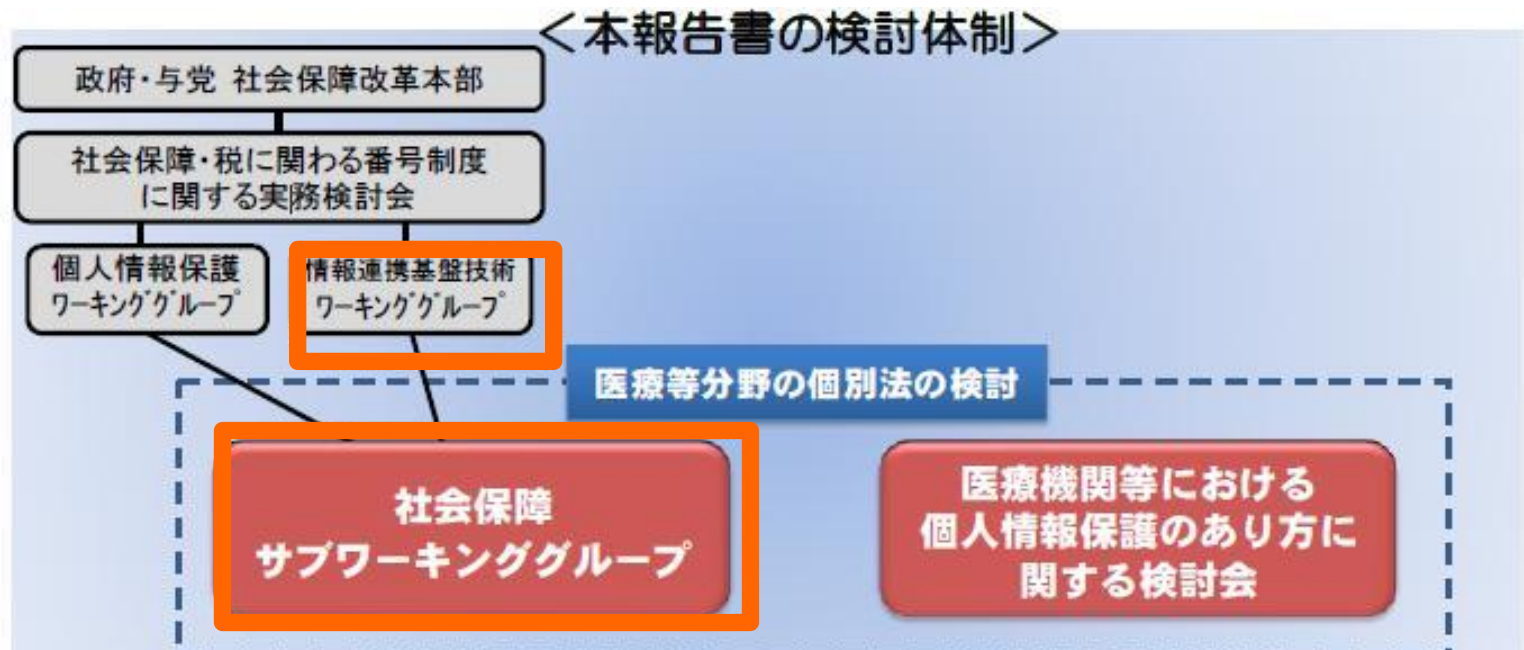 ＜本報告書の検討体制＞
政府・与党 社会保障改革本部
社会保障・税に関わる番号制度
に関する実務検討会
個人情報保護
ワーキンググループ
情報連携基盤技術
ワーキンググループ
医療等分野の個別法の検討
社会保障
サブワーキンググループ
医療機関等における
個人情報保護のあり方に
関する検討会